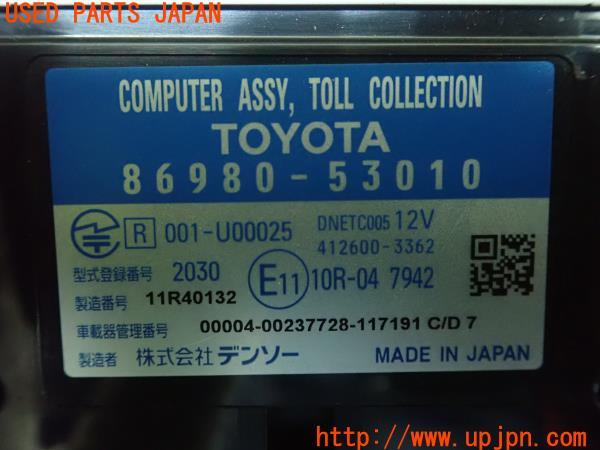 USED PARTS JAPAN
COMPUTER ASSY, TOLL COLLECTION
TOYOTA
86980-53010
R 001-U00025 DNETC005 12V
412600-3362
型式登録番号 2030 E11 10R-04 7942
製造番号 11R40132
車載器管理番号 00004-00237728-117191 C/D 7
製造者 株式会社 デンソー MADE IN JAPAN
http://www.upjpn.com/